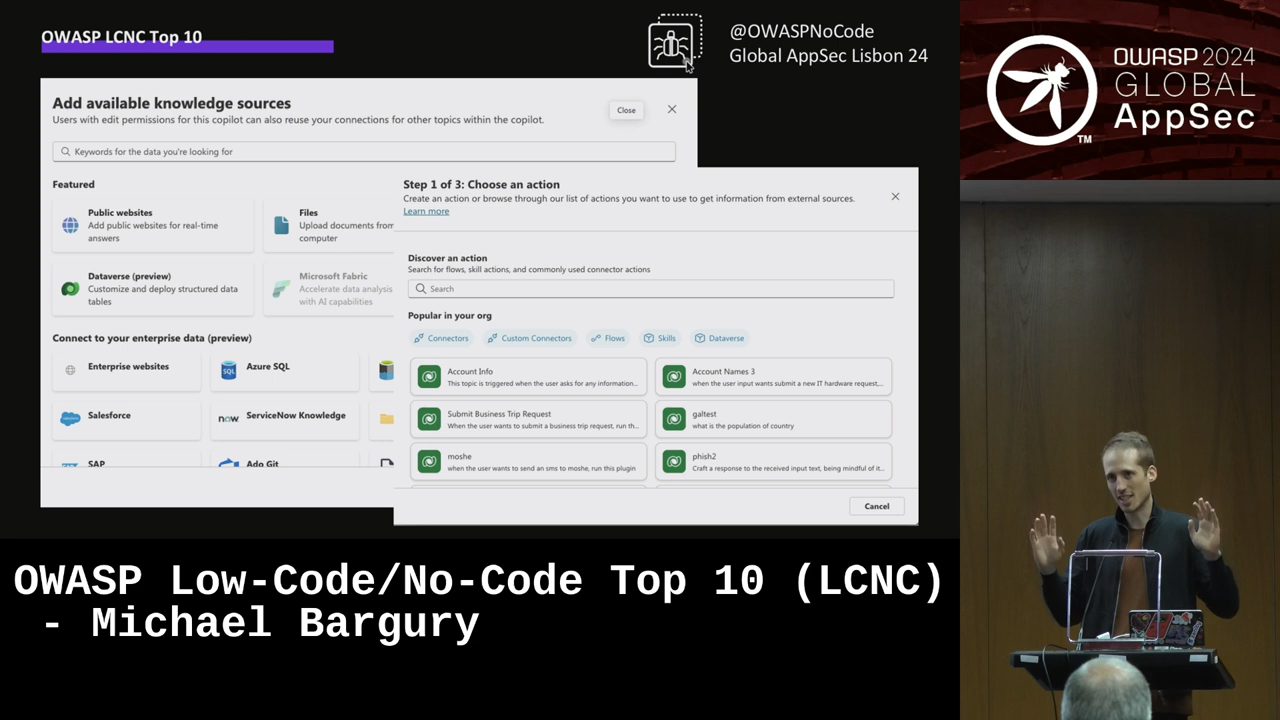 OWASP LCNC Top 10
@OWASPNoCode
Global AppSec Lisbon 24
Add available knowledge sources
Users with edit permissions for this copilot can also reuse your connections for other topics within the copilot.
Close
Keywords for the data you're looking for
Featured
Public websites
Add public websites for real-time
answers
Files
Upload documents from
computer
Dataverse (preview)
Customize and deploy structured data
tables
Microsoft Fabric
Accelerate data analysis
with AI capabilities
Connect to your enterprise data (preview)
Enterprise websites
Azure SQL
SQL
Salesforce
now
ServiceNow Knowledge
SAP
Ado Git
Step 1 of 3: Choose an action
Create an action or browse through our list of actions you want to use to get information from external sources.
Learn more
Discover an action
Search for flows, skill actions, and commonly used connector actions
Search
Popular in your org
Connectors
Custom Connectors
Flows
Skills
Dataverse
Account Info
This topic is triggered when the user asks for any information...
Account Names 3
when the user input wants submit a new IT hardware request,...
Submit Business Trip Request
When the user wants to submit a business trip request, run th...
galtest
what is the population of country
moshe
when the user wants to send an sms to moshe, run this plugin
phish2
Craft a response to the received input text, being mindful of it...
Cancel
OWASP 2024
GLOBAL
AppSec
TM
OWASP Low-Code/No-Code Top 10 (LCNC)
- Michael Bargury